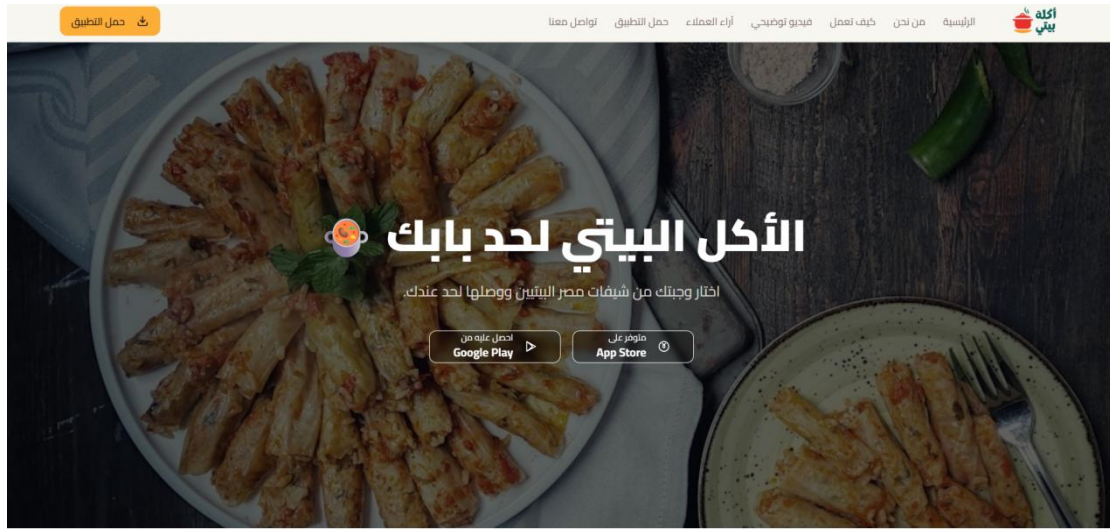 أكلة
بيتي
الرئيسية
من نحن
كيف تعمل
فيديو توضيحي
آراء العملاء
حمل التطبيق
تواصل معنا
حمل التطبيق
الأكل البيتي لحد بابك
اختار وجبتك من شيفات مصر البيتيين ووصلها لحد عندك.
متوفر على
App Store
احصل عليه من
Google Play